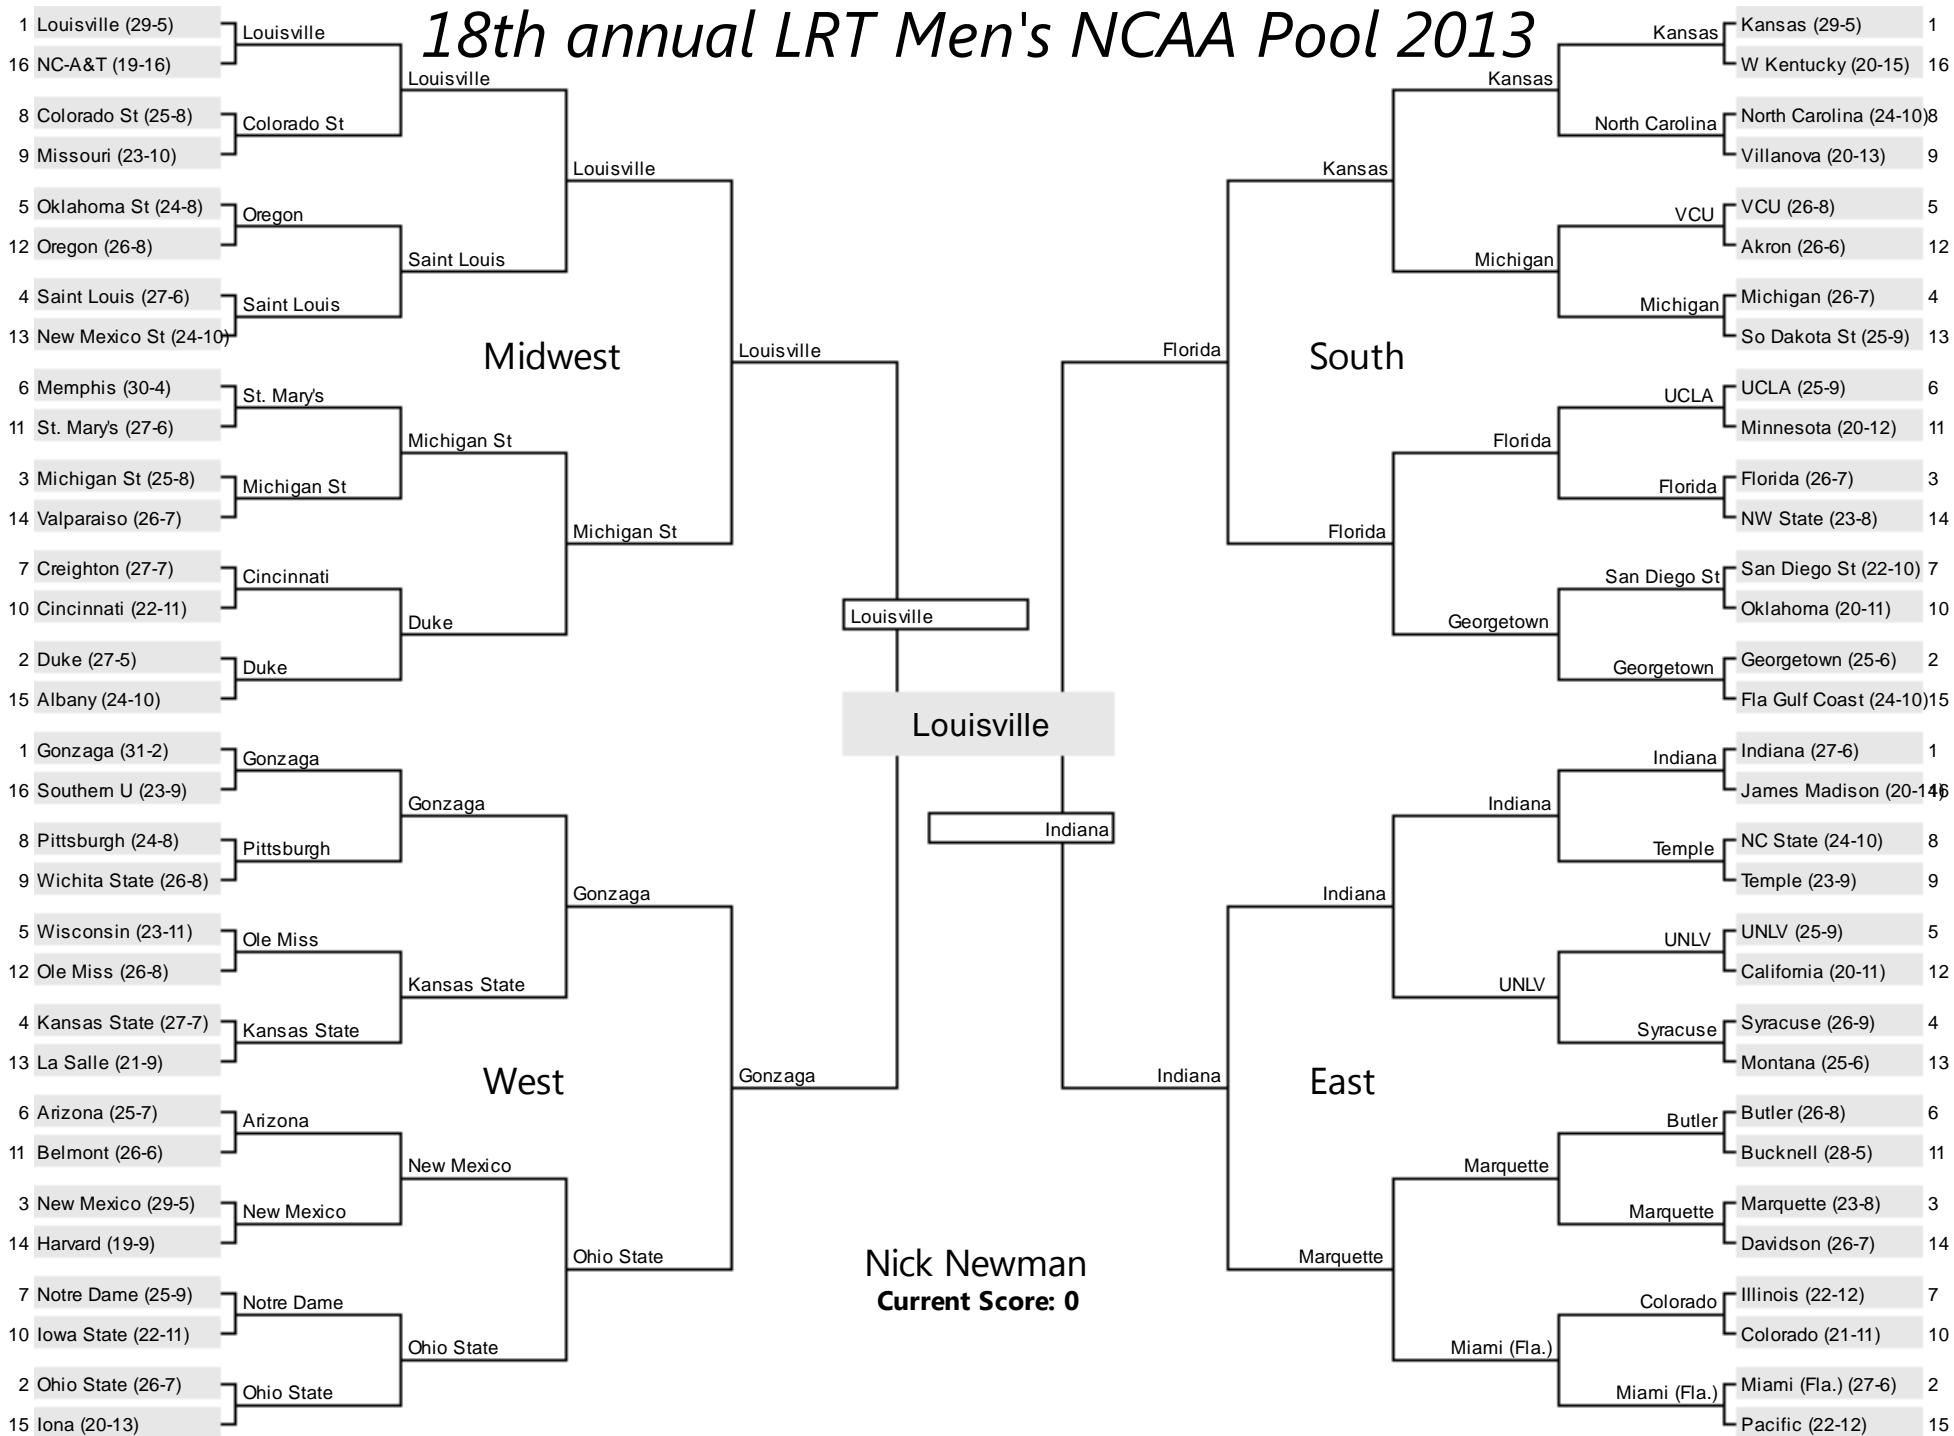 18th annual LRT Men's NCAA Pool 2013
1 Louisville (29-5)
16 NC-A&T (19-16)
8 Colorado St (25-8)
9 Missouri (23-10)
5 Oklahoma St (24-8)
12 Oregon (26-8)
4 Saint Louis (27-6)
13 New Mexico St (24-10)
6 Memphis (30-4)
11 St. Mary's (27-6)
3 Michigan St (25-8)
14 Valparaiso (26-7)
7 Creighton (27-7)
10 Cincinnati (22-11)
2 Duke (27-5)
15 Albany (24-10)
Louisville
Colorado St
Oregon
Saint Louis
St. Mary's
Michigan St
Cincinnati
Duke
Louisville
Saint Louis
Michigan St
Duke
Louisville
Michigan St
Midwest
Louisville
1 Gonzaga (31-2)
16 Southern U (23-9)
8 Pittsburgh (24-8)
9 Wichita State (26-8)
5 Wisconsin (23-11)
12 Ole Miss (26-8)
4 Kansas State (27-7)
13 La Salle (21-9)
6 Arizona (25-7)
11 Belmont (26-6)
3 New Mexico (29-5)
14 Harvard (19-9)
7 Notre Dame (25-9)
10 Iowa State (22-11)
2 Ohio State (26-7)
15 Iona (20-13)
Gonzaga
Pittsburgh
Ole Miss
Kansas State
Arizona
New Mexico
Notre Dame
Ohio State
Gonzaga
Kansas State
New Mexico
Ohio State
Gonzaga
Ohio State
West
Gonzaga
Louisville
Louisville
Indiana
Nick Newman
Current Score: 0
Florida
South
Kansas
Florida
Kansas
Michigan
Florida
Georgetown
Kansas
North Carolina
VCU
Michigan
UCLA
Florida
San Diego St
Georgetown
Kansas (29-5) 1
W Kentucky (20-15) 16
North Carolina (24-10) 8
Villanova (20-13) 9
VCU (26-8) 5
Akron (26-6) 12
Michigan (26-7) 4
So Dakota St (25-9) 13
UCLA (25-9) 6
Minnesota (20-12) 11
Florida (26-7) 3
NW State (23-8) 14
San Diego St (22-10) 7
Oklahoma (20-11) 10
Georgetown (25-6) 2
Fla Gulf Coast (24-10) 15
Indiana
East
Indiana
Marquette
Indiana
UNLV
Marquette
Miami (Fla.)
Indiana
Temple
UNLV
Syracuse
Butler
Marquette
Colorado
Miami (Fla.)
Indiana (27-6) 1
James Madison (20-14) 16
NC State (24-10) 8
Temple (23-9) 9
UNLV (25-9) 5
California (20-11) 12
Syracuse (26-9) 4
Montana (25-6) 13
Butler (26-8) 6
Bucknell (28-5) 11
Marquette (23-8) 3
Davidson (26-7) 14
Illinois (22-12) 7
Colorado (21-11) 10
Miami (Fla.) (27-6) 2
Pacific (22-12) 15